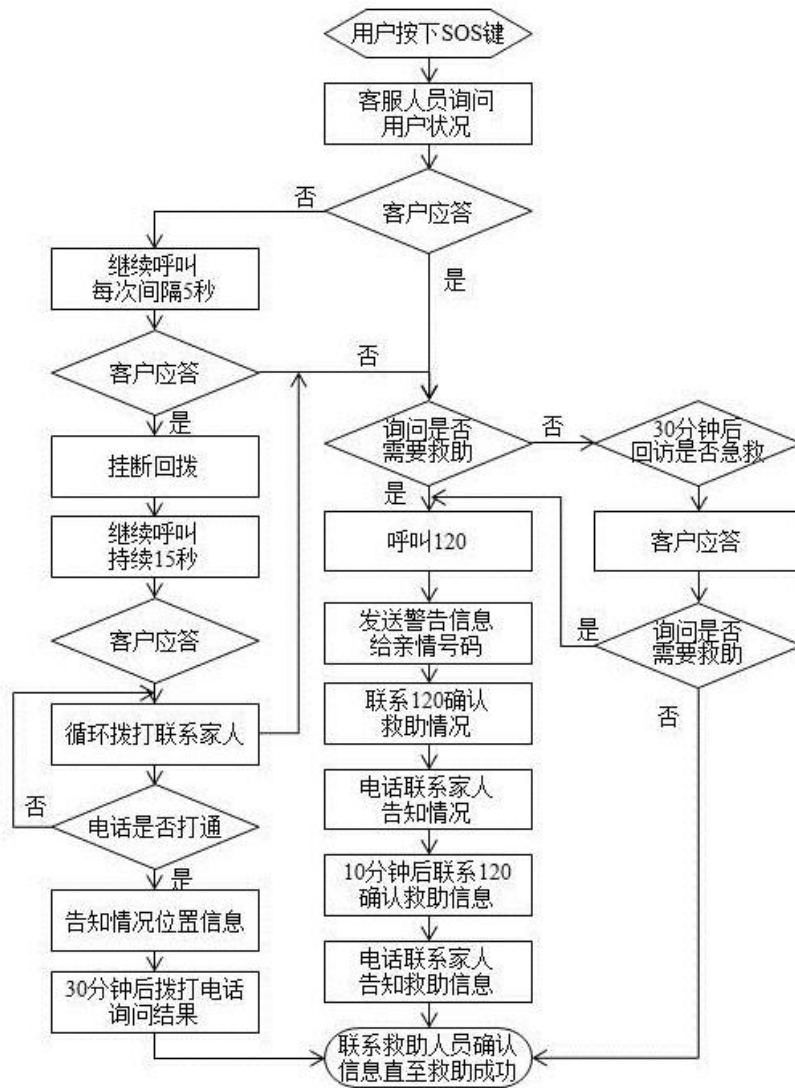 用户按下SOS键
客服人员询问
用户状况
否
客户应答
是
继续呼叫
每次间隔5秒
客户应答
否
是
询问是否
需要救助
否
30分钟后
回访是否急救
挂断回拨
是
呼叫120
客户应答
继续呼叫
持续15秒
发送警告信息
给亲情号码
是
询问是否
需要救助
客户应答
联系120确认
救助情况
否
循环拨打联系家人
电话联系家人
告知情况
否
电话是否打通
是
10分钟后联系120
确认救助信息
告知情况位置信息
电话联系家人
告知救助信息
30分钟后拨打电话
询问结果
联系救助人员确认
信息直至救助成功